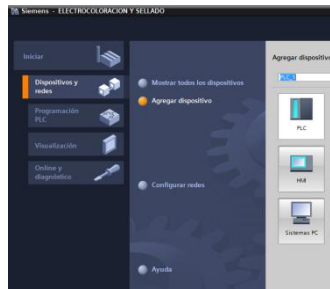 Siemens - ELECTROCOLORACION Y SELLADO
Iniciar
Dispositivos y
redes
Programación
PLC
Visualización
Online y
diagnóstico
Mostrar todos los dispositivos
Agregar dispositivo
Configurar redes
Ayuda
Agregar dispositivo
PLC_1
PLC
HMI
Sistemas PC